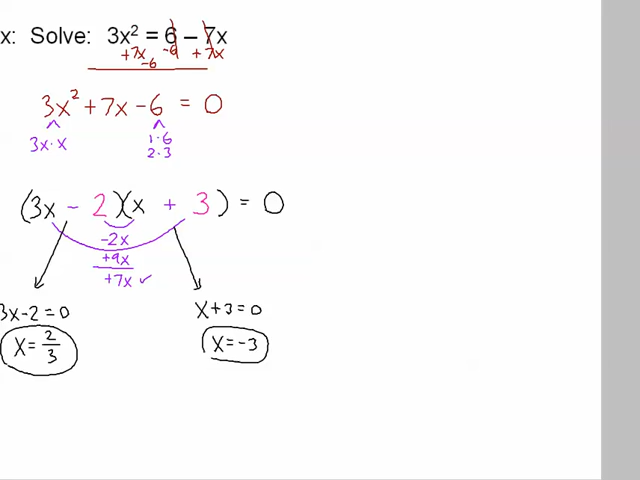 x: Solve: 3x² = 6 – 7x
+7x -6 -6 +7x
3x² + 7x - 6 = 0
3x·x 1·6
2·3
(3x - 2)(x + 3) = 0
-2x
+9x
+7x ✓
3x-2=0 x+3=0
x = 2/3 x = -3